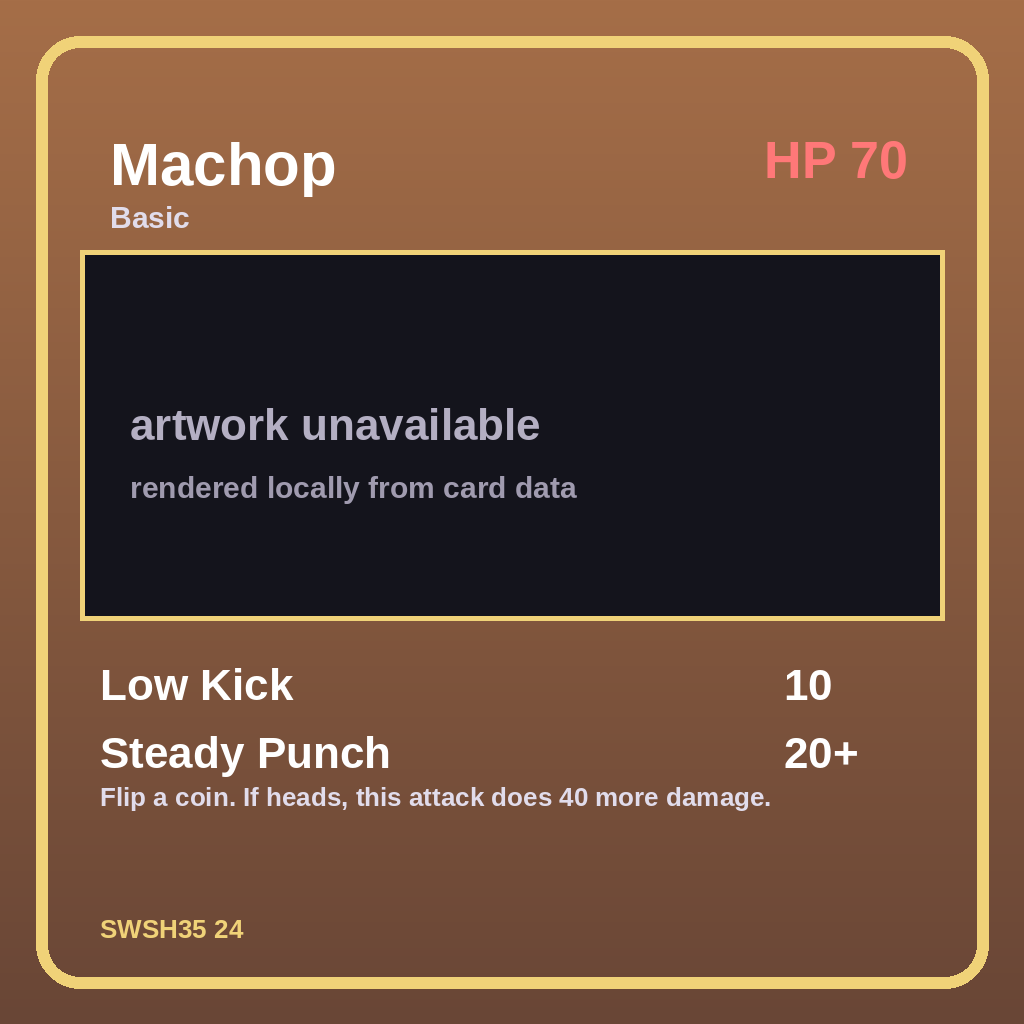 Machop
HP 70
Basic
artwork unavailable
rendered locally from card data
Low Kick 10
Steady Punch 20+
Flip a coin. If heads, this attack does 40 more damage.
SWSH35 24